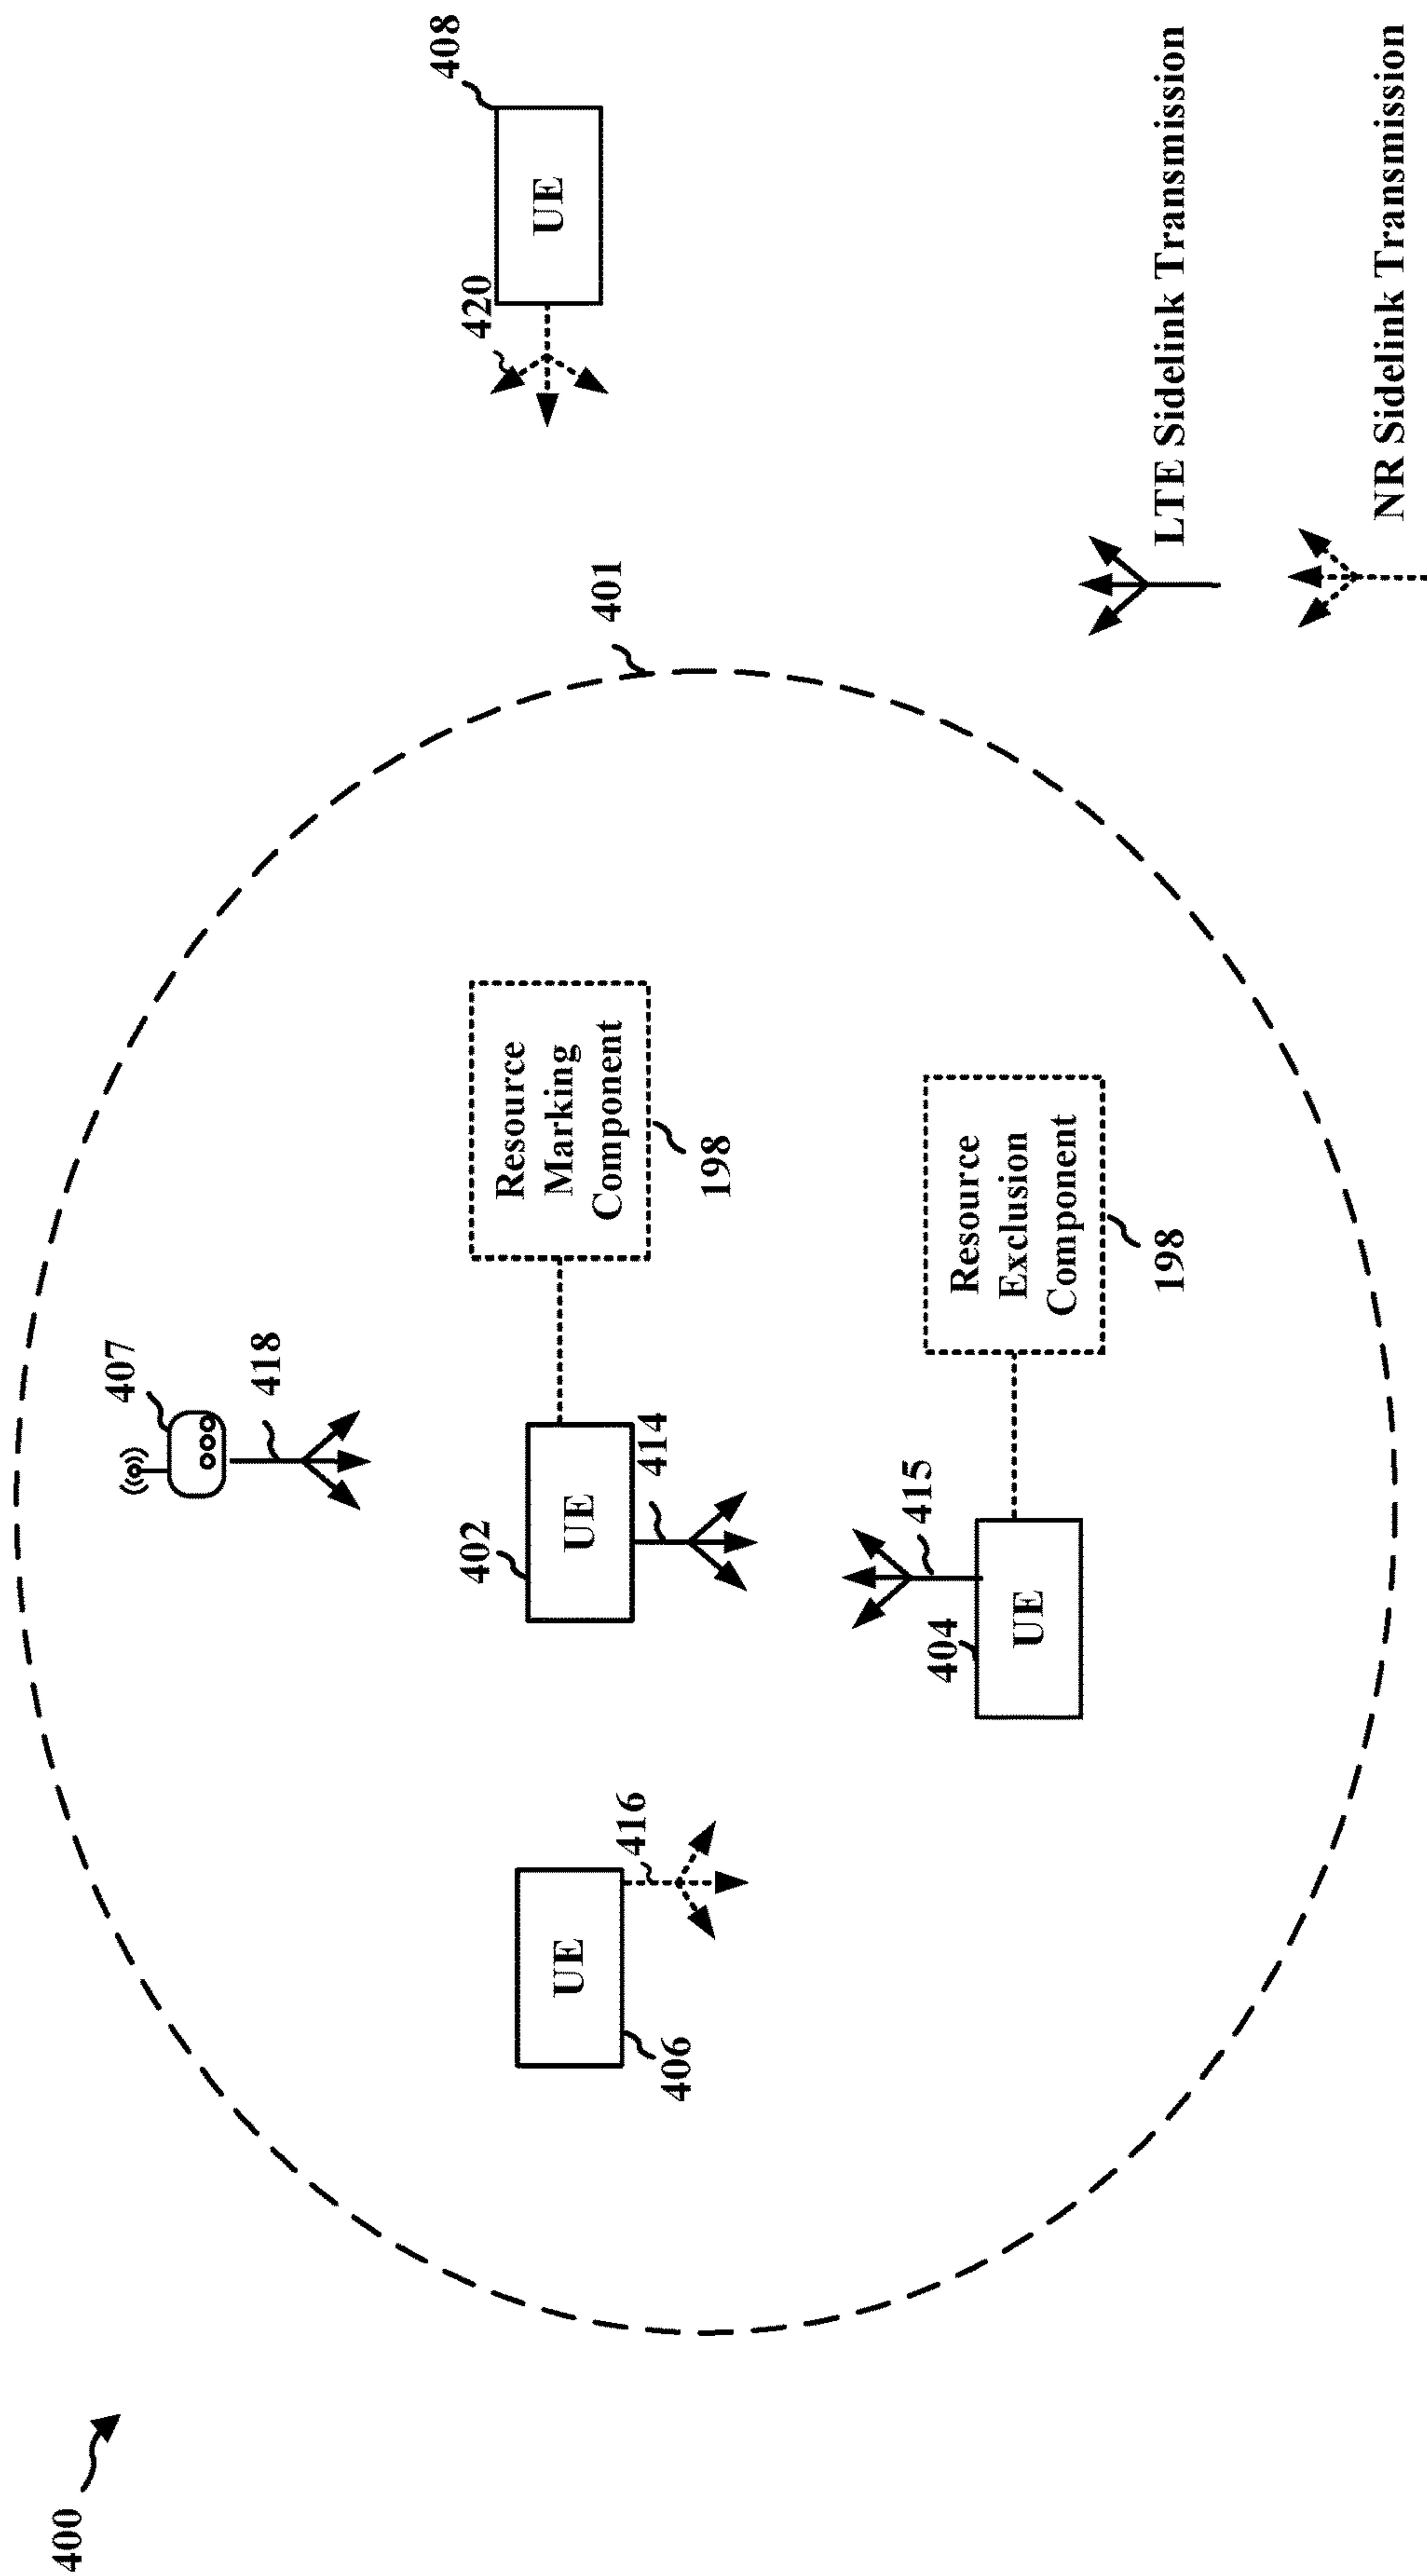 400
401
407
418
408
UE
420
402
UE
414
Resource
Marking
Component
198
406
UE
416
404
UE
415
Resource
Exclusion
Component
198
LTE Sidelink Transmission
NR Sidelink Transmission